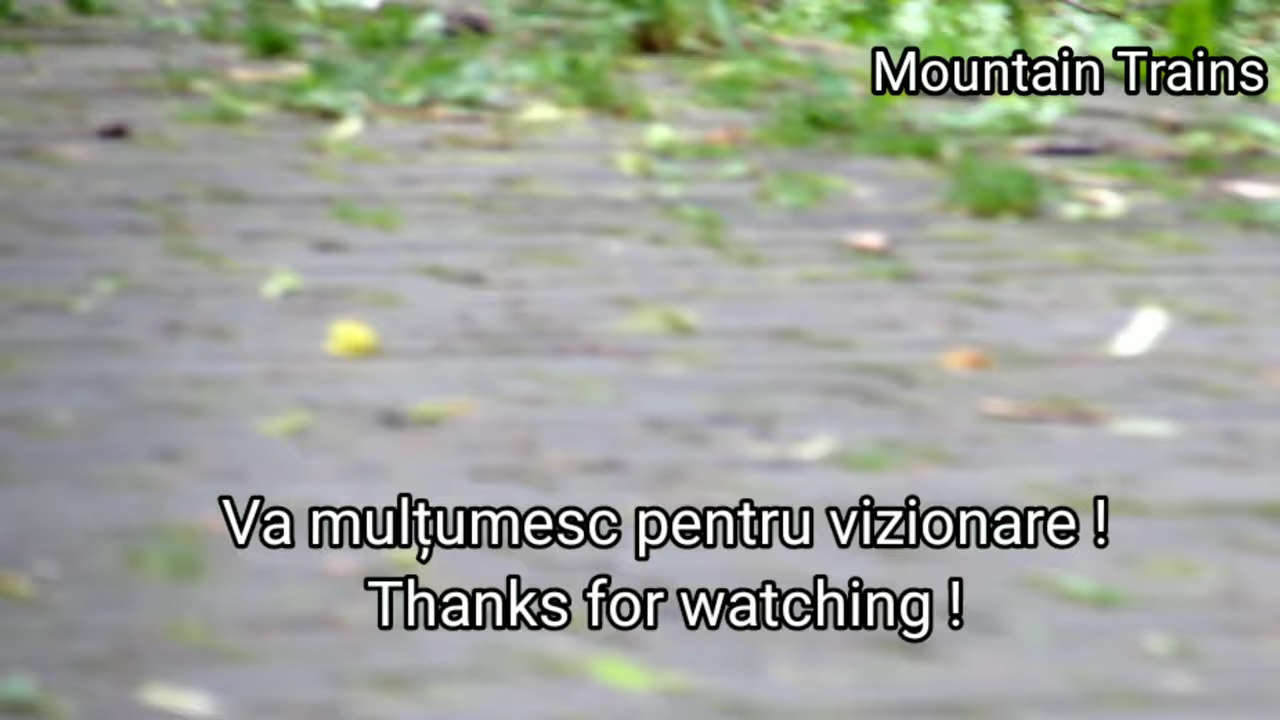 Mountain Trains
Va mulțumesc pentru vizionare !
Thanks for watching !